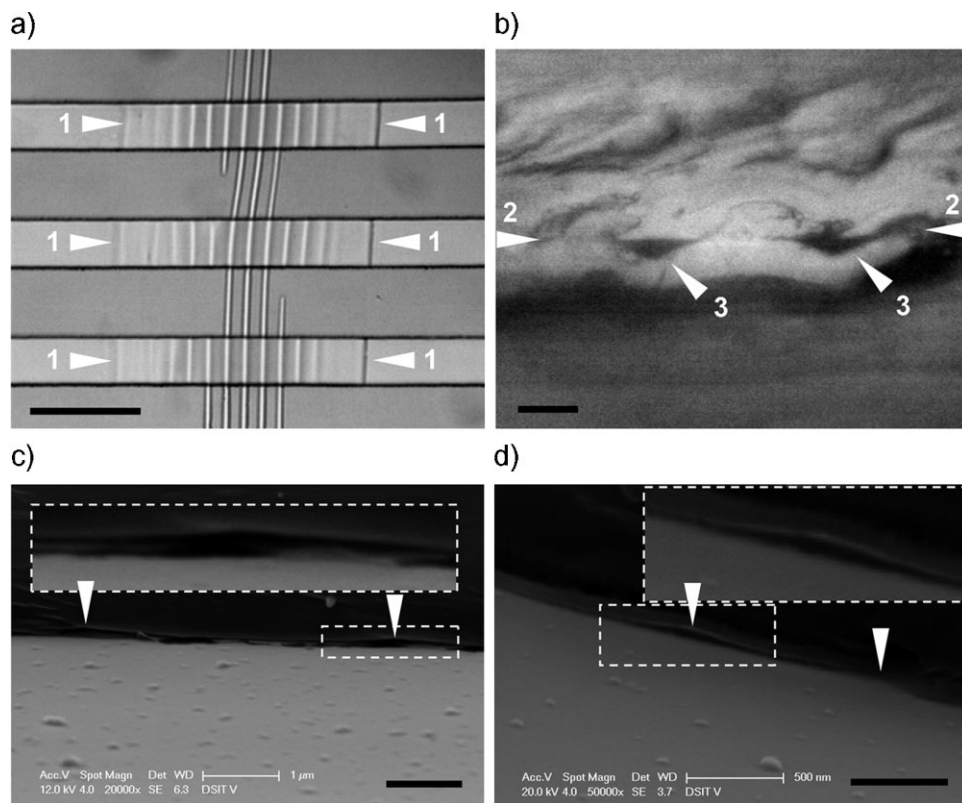 a)
b)
1 1
1 1
1 1
2 2
3 3
c)
d)
Acc.V Spot Magn Det WD 1 µm
12.0 kV 4.0 20000x SE 6.3 DSIT V
Acc.V Spot Magn Det WD 500 nm
20.0 kV 4.0 50000x SE 3.7 DSIT V